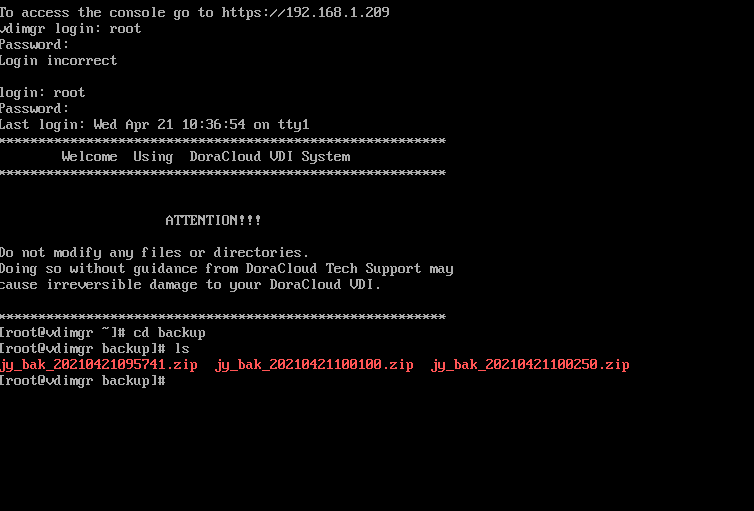 To access the console go to https://192.168.1.209
vdimgr login: root
Password:
Login incorrect
login: root
Password:
Last login: Wed Apr 21 10:36:54 on tty1
********************************************************
Welcome Using DoraCloud VDI System
********************************************************
ATTENTION!!!
Do not modify any files or directories.
Doing so without guidance from DoraCloud Tech Support may
cause irreversible damage to your DoraCloud VDI.
********************************************************
[root@vdimgr ~]# cd backup
[root@vdimgr backup]# ls
jy_bak_20210421095741.zip jy_bak_20210421100100.zip jy_bak_20210421100250.zip
[root@vdimgr backup]#